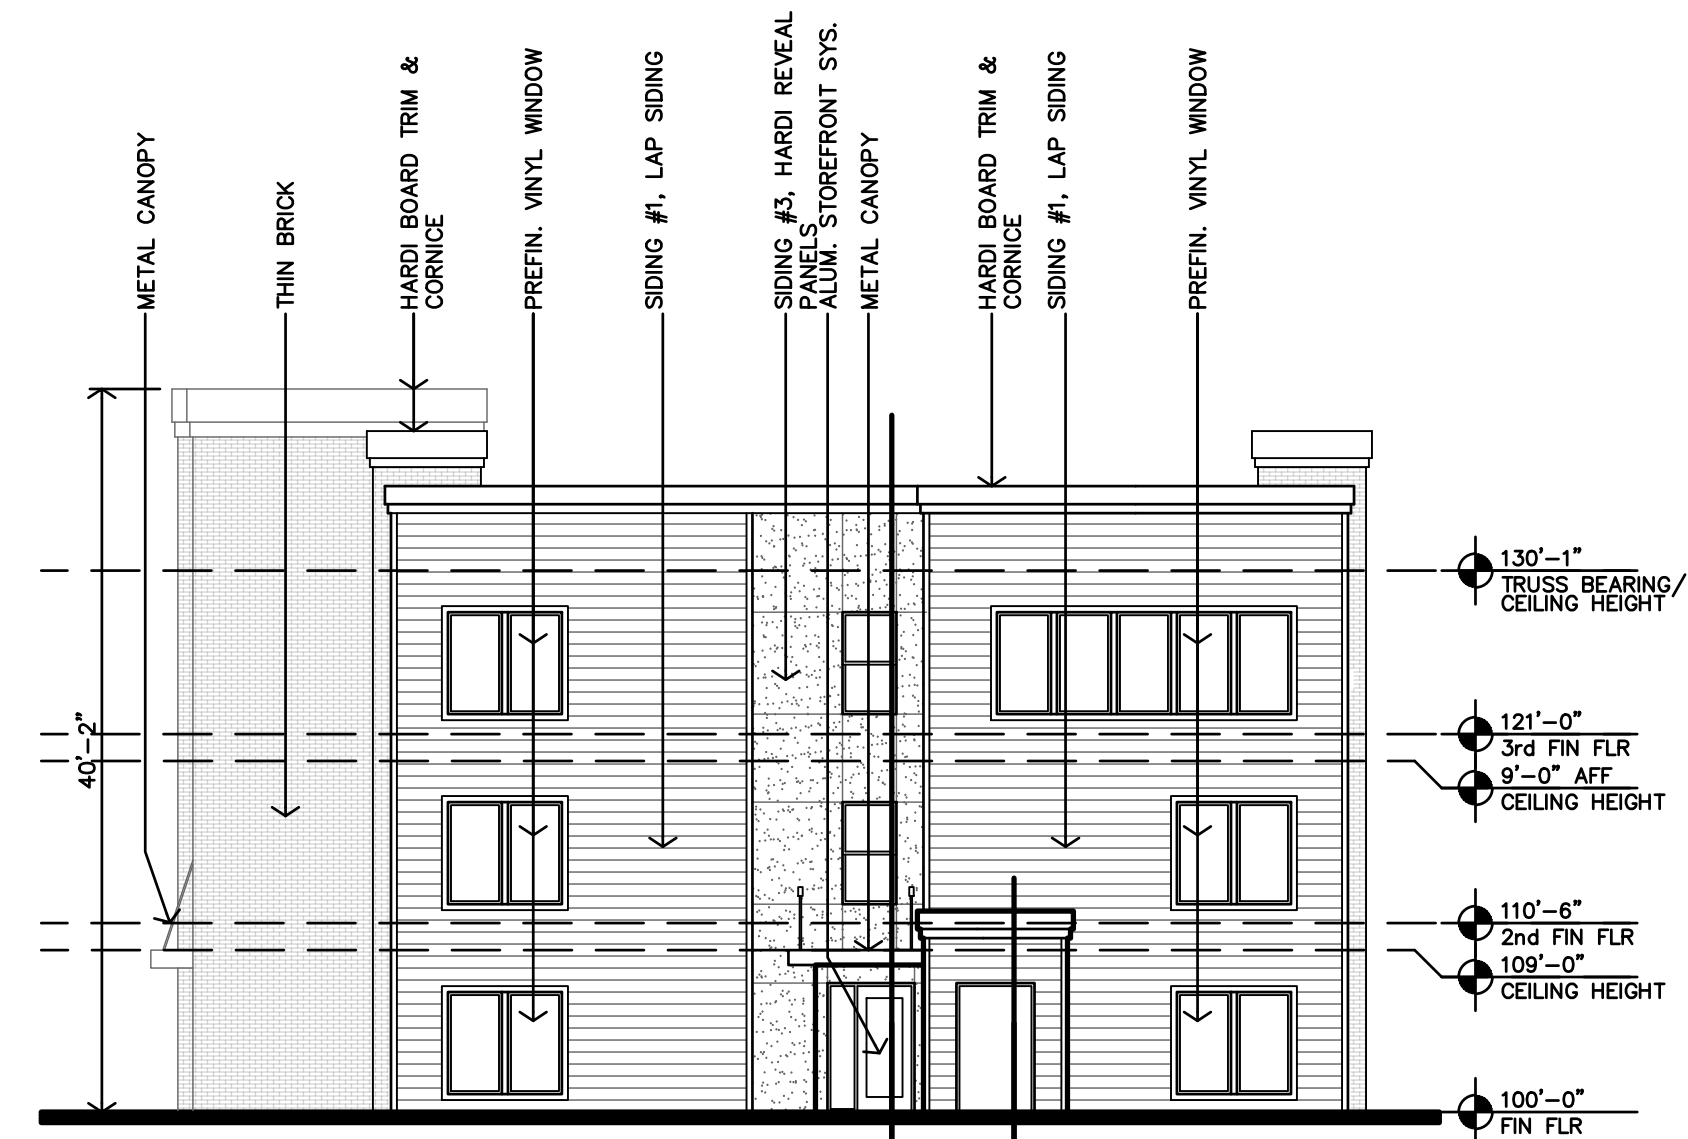 METAL CANOPY
THIN BRICK
HARDI BOARD TRIM &
CORNICE
PREFIN. VINYL WINDOW
SIDING #1, LAP SIDING
SIDING #3, HARDI REVEAL
PANELS
ALUM. STOREFRONT SYS.
METAL CANOPY
HARDI BOARD TRIM &
CORNICE
SIDING #1, LAP SIDING
PREFIN. VINYL WINDOW
40'-2"
130'-1"
TRUSS BEARING/
CEILING HEIGHT
121'-0"
3rd FIN FLR
9'-0" AFF
CEILING HEIGHT
110'-6"
2nd FIN FLR
109'-0"
CEILING HEIGHT
100'-0"
FIN FLR